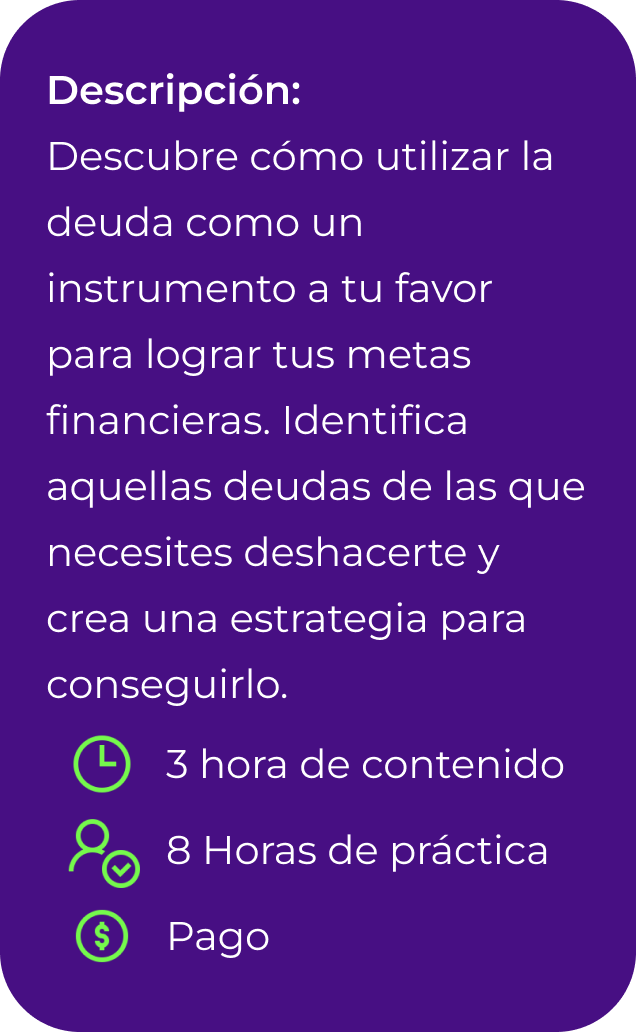 Descripción:
Descubre cómo utilizar la
deuda como un
instrumento a tu favor
para lograr tus metas
financieras. Identifica
aquellas deudas de las que
necesites deshacerte y
crea una estrategia para
conseguirlo.
3 hora de contenido
8 Horas de práctica
$ Pago